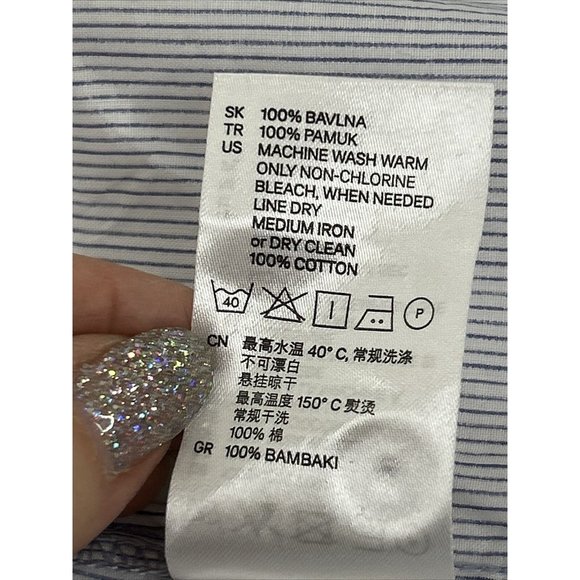 SK 100% BAVLNA
TR 100% PAMUK
US MACHINE WASH WARM
ONLY NON-CHLORINE
BLEACH, WHEN NEEDED
LINE DRY
MEDIUM IRON
or DRY CLEAN
100% COTTON
40 P
CN 最高水温 40°C, 常规洗涤
不可漂白
悬挂晾干
最高温度 150°C 熨烫
常规干洗
100% 棉
GR 100% BAMBAKI